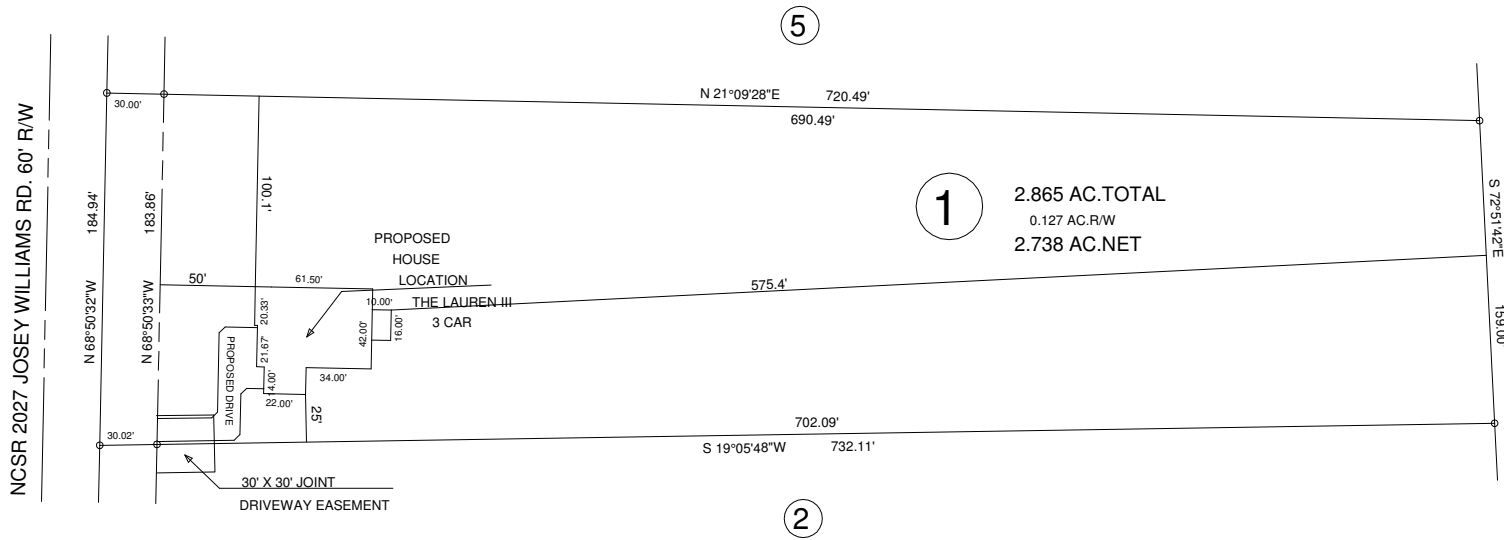 5
NCSR 2027 JOSEY WILLIAMS RD. 60' R/W
30.00'
N 21°09'28"E 720.49'
690.49'
N 68°50'32"W 184.94'
N 68°50'33"W 183.86'
100.1'
1
2.865 AC.TOTAL
0.127 AC.R/W
2.738 AC.NET
S 72°51'42"E 159.00'
PROPOSED
HOUSE
LOCATION
THE LAUREN III
3 CAR
50'
61.50'
10.00'
575.4'
20.33'
21.67'
42.00'
16.00'
14.00'
34.00'
22.00'
25'
PROPOSED DRIVE
30.02'
702.09'
S 19°05'48"W 732.11'
30' X 30' JOINT
DRIVEWAY EASEMENT
2